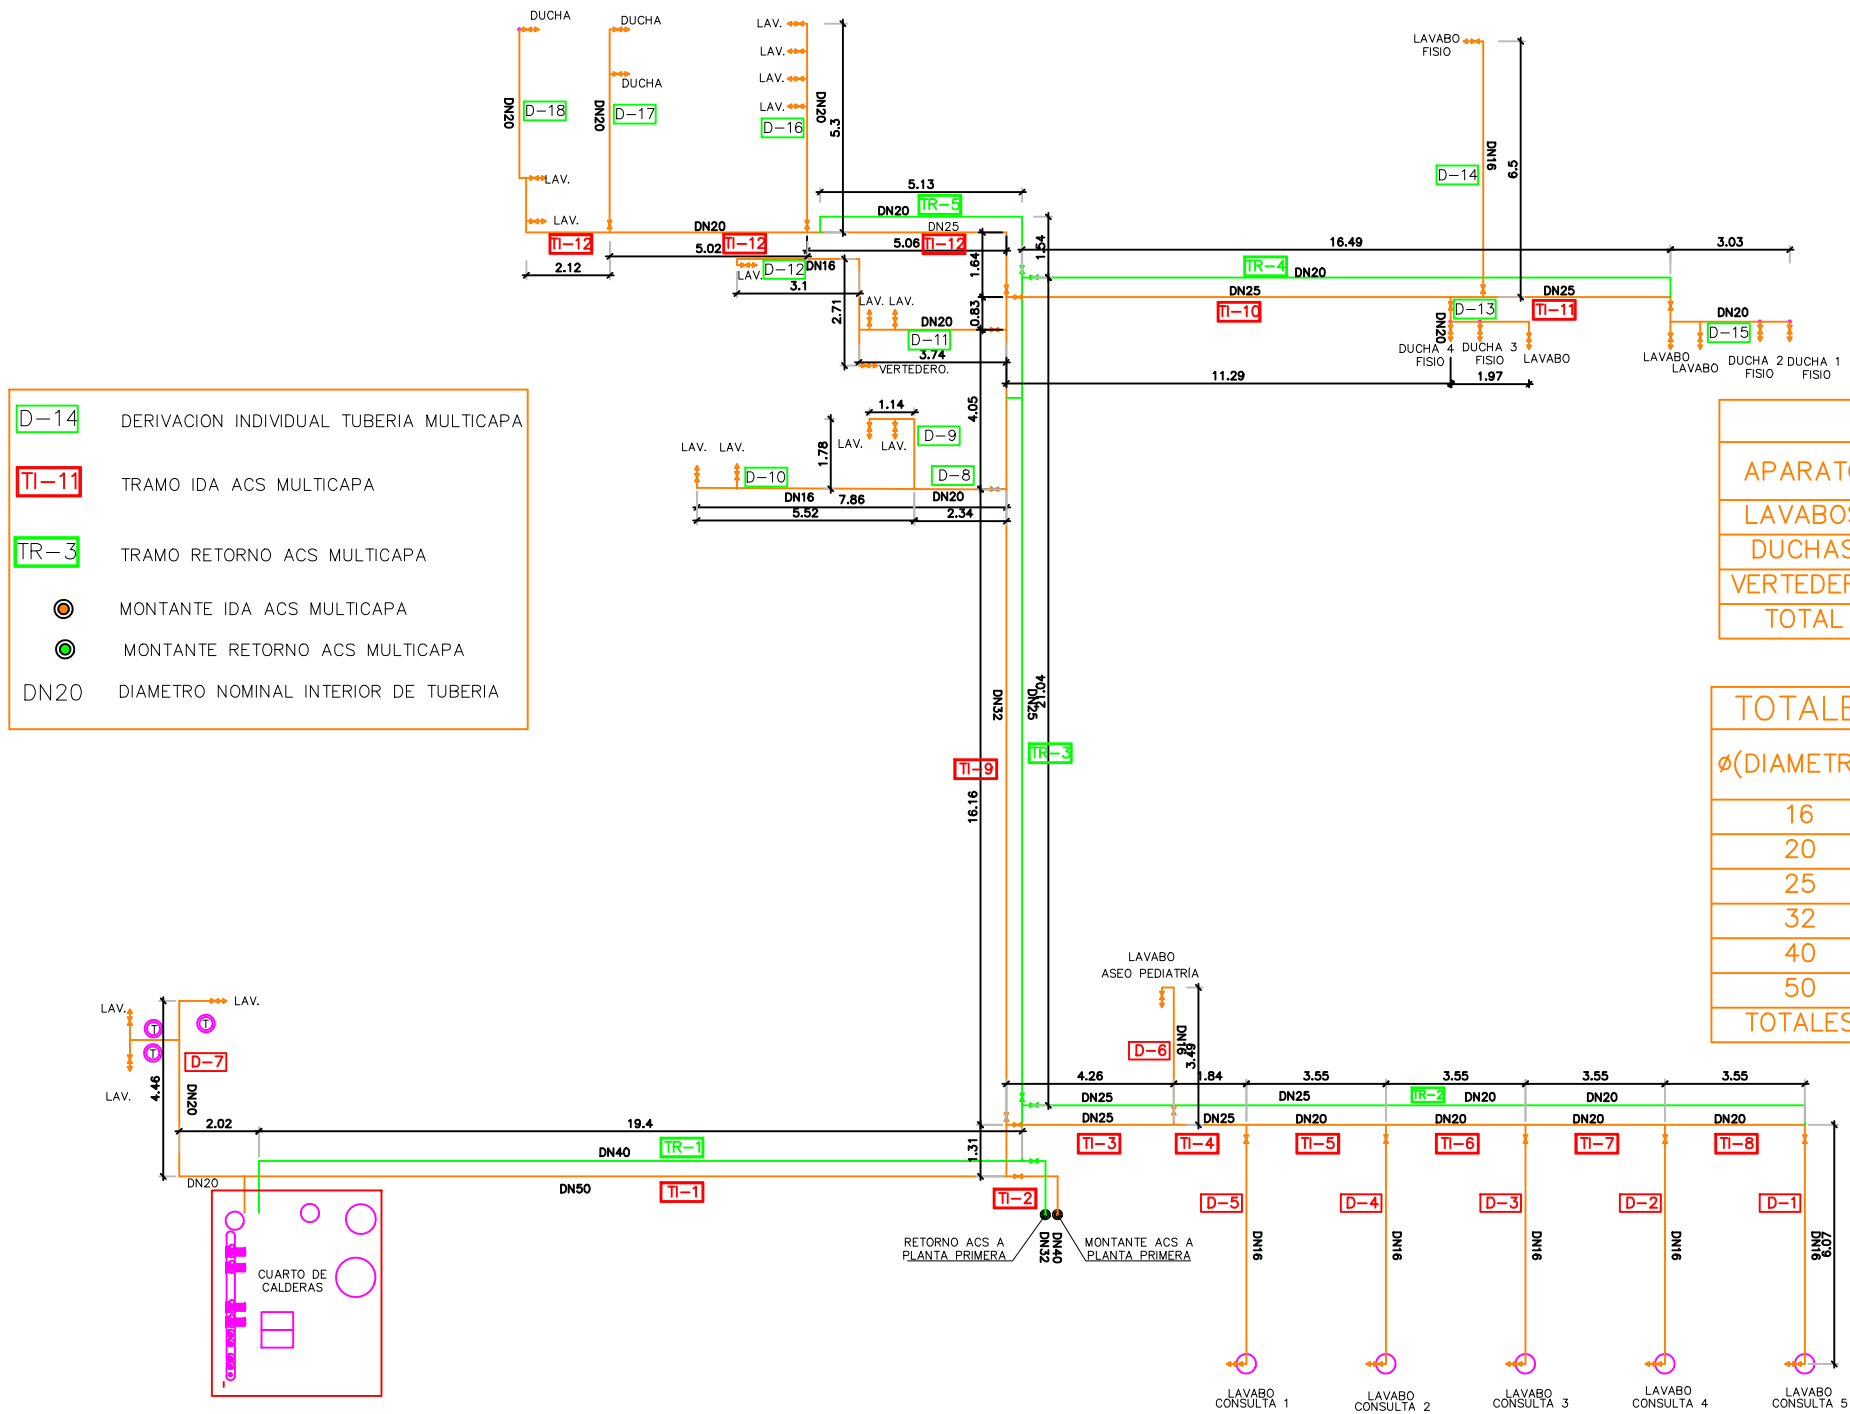 DUCHA
DUCHA
DUCHA
LAV.
LAV.
LAV.
LAV.
LAV.
LAV.
DN20
D-18
DN20
D-17
D-16
DN20
5.3
LAVABO
FISIO
DN16
D-14
6.5
5.13
TR-5
DN20
DN20
DN25
TI-12
TI-12
TI-12
5.02
5.06
2.12
1.64
1.54
16.49
3.03
TR-4
DN20
DN25
DN25
TI-10
D-13
TI-11
DN20
DN20
D-15
DUCHA 4
FISIO
DUCHA 3
FISIO
LAVABO
LAVABO
LAVABO
DUCHA 2
FISIO
DUCHA 1
FISIO
11.29
1.97
LAV.
D-12
DN16
3.1
2.71
LAV.
LAV.
DN20
0.83
D-11
3.74
VERTEDERO.
4.05
1.14
1.78
LAV.
LAV.
D-9
LAV.
LAV.
D-10
D-8
DN16
7.86
DN20
5.52
2.34
D-14
DERIVACION INDIVIDUAL TUBERIA MULTICAPA
TI-11
TRAMO IDA ACS MULTICAPA
TR-3
TRAMO RETORNO ACS MULTICAPA
MONTANTE IDA ACS MULTICAPA
MONTANTE RETORNO ACS MULTICAPA
DN20
DIAMETRO NOMINAL INTERIOR DE TUBERIA
DN32
DN25
21.04
TI-9
TR-3
16.16
APARATO
LAVABOS
DUCHAS
VERTEDER
TOTAL
TOTALE
ø(DIAMETR
16
20
25
32
40
50
TOTALES
LAV.
LAV.
LAV.
T
T
T
D-7
4.46
DN20
2.02
19.4
DN40
TR-1
1.31
DN20
DN50
TI-1
TI-2
CUARTO DE
CALDERAS
RETORNO ACS A
PLANTA PRIMERA
DN32
DN40
MONTANTE ACS A
PLANTA PRIMERA
LAVABO
ASEO PEDIATRÍA
D-6
DN16
3.49
4.26
1.84
3.55
3.55
3.55
3.55
DN25
DN25
TR-2
DN20
DN20
DN25
DN25
DN20
DN20
DN20
DN20
TI-3
TI-4
TI-5
TI-6
TI-7
TI-8
D-5
D-4
D-3
D-2
D-1
DN16
DN16
DN16
DN16
DN16
6.07
LAVABO
CONSULTA 1
LAVABO
CONSULTA 2
LAVABO
CONSULTA 3
LAVABO
CONSULTA 4
LAVABO
CONSULTA 5